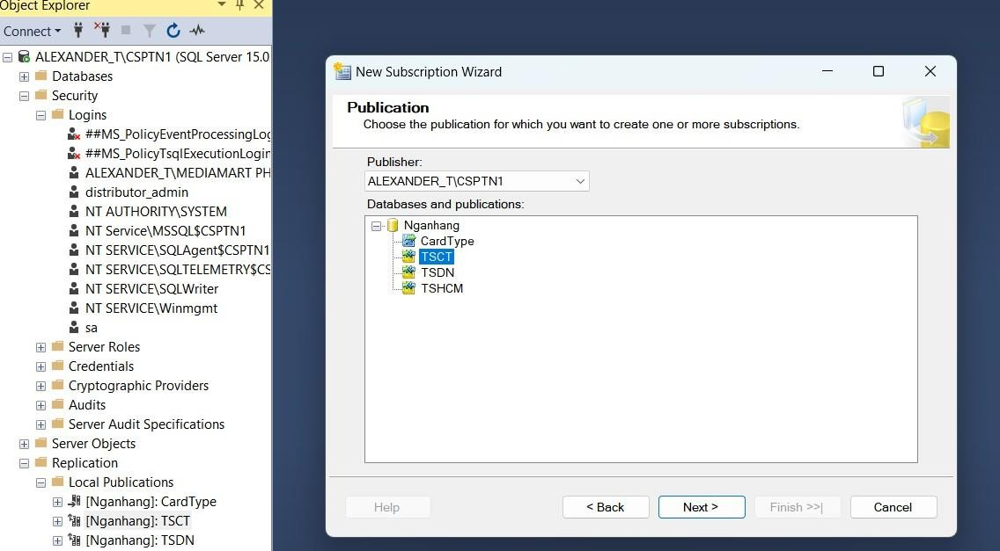 Object Explorer
Connect
ALEXANDER_T\CSPTN1 (SQL Server 15.0
Databases
Security
Logins
##MS_PolicyEventProcessingLog
##MS_PolicyTsqlExecutionLogin
ALEXANDER_T\MEDIAMART PH
distributor_admin
NT AUTHORITY\SYSTEM
NT Service\MSSQL$CSPTN1
NT SERVICE\SQLAgent$CSPTN1
NT SERVICE\SQLTELEMETRY$CS
NT SERVICE\SQLWriter
NT SERVICE\Winmgmt
sa
Server Roles
Credentials
Cryptographic Providers
Audits
Server Audit Specifications
Server Objects
Replication
Local Publications
[Nganhang]: CardType
[Nganhang]: TSCT
[Nganhang]: TSDN
New Subscription Wizard
Publication
Choose the publication for which you want to create one or more subscriptions.
Publisher:
ALEXANDER_T\CSPTN1
Databases and publications:
Nganhang
CardType
TSCT
TSDN
TSHCM
Help
< Back
Next >
Finish >>|
Cancel